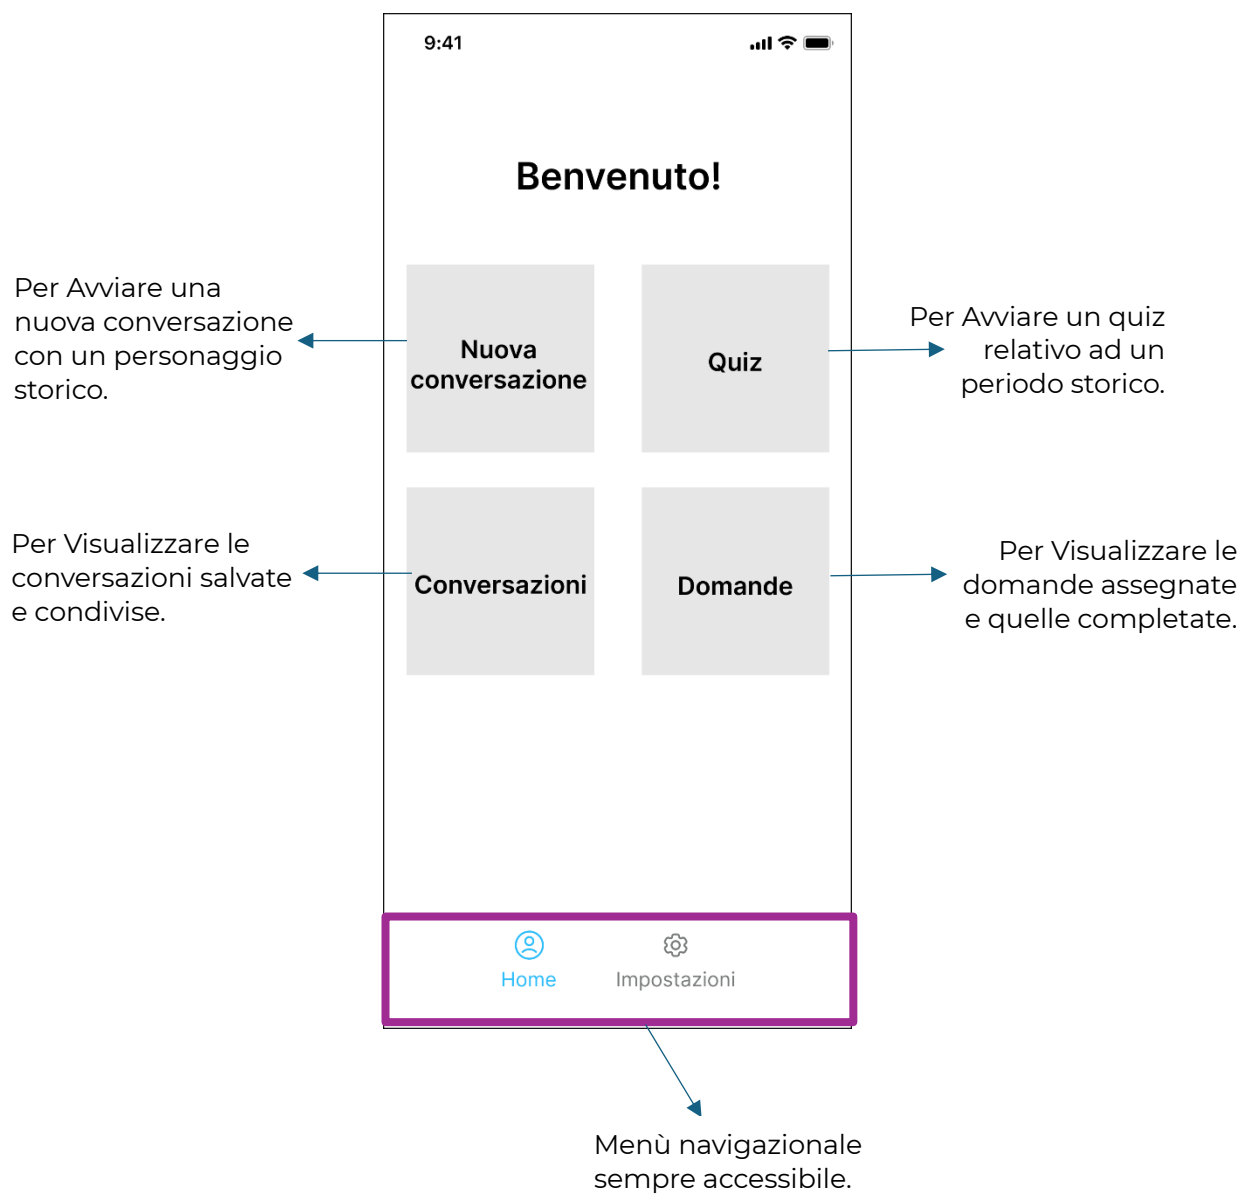 9:41
Benvenuto!
Per Avviare una
nuova conversazione
con un personaggio
storico.
Nuova
conversazione
Quiz
Per Avviare un quiz
relativo ad un
periodo storico.
Per Visualizzare le
conversazioni salvate
e condivise.
Conversazioni
Domande
Per Visualizzare le
domande assegnate
e quelle completate.
Home
Impostazioni
Menù navigazionale
sempre accessibile.